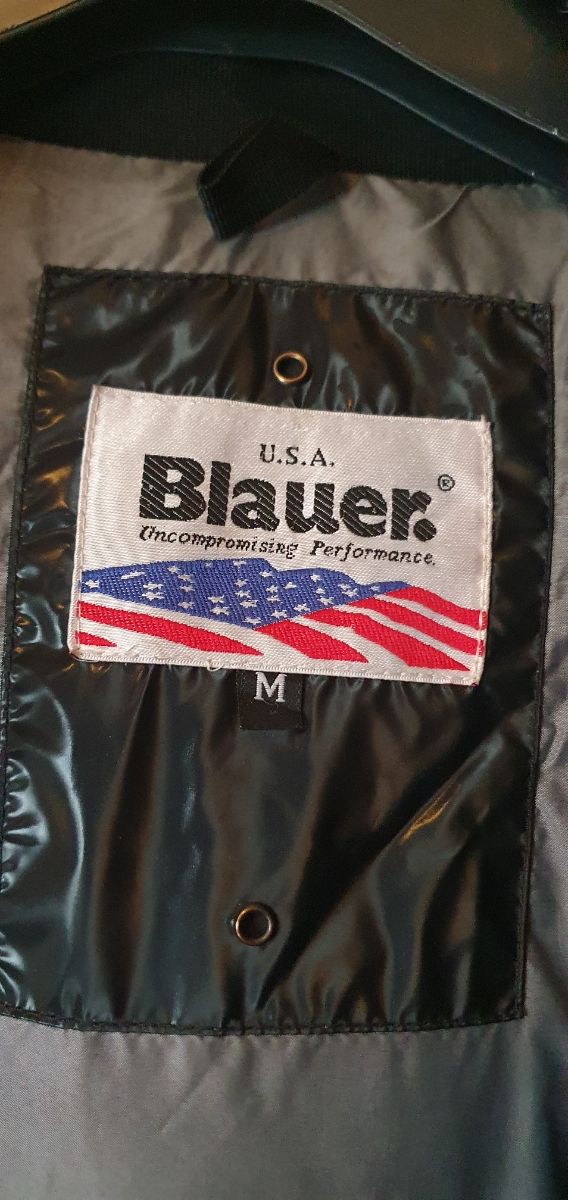 U.S.A.
Blauer.®
Uncompromising Performance.
M